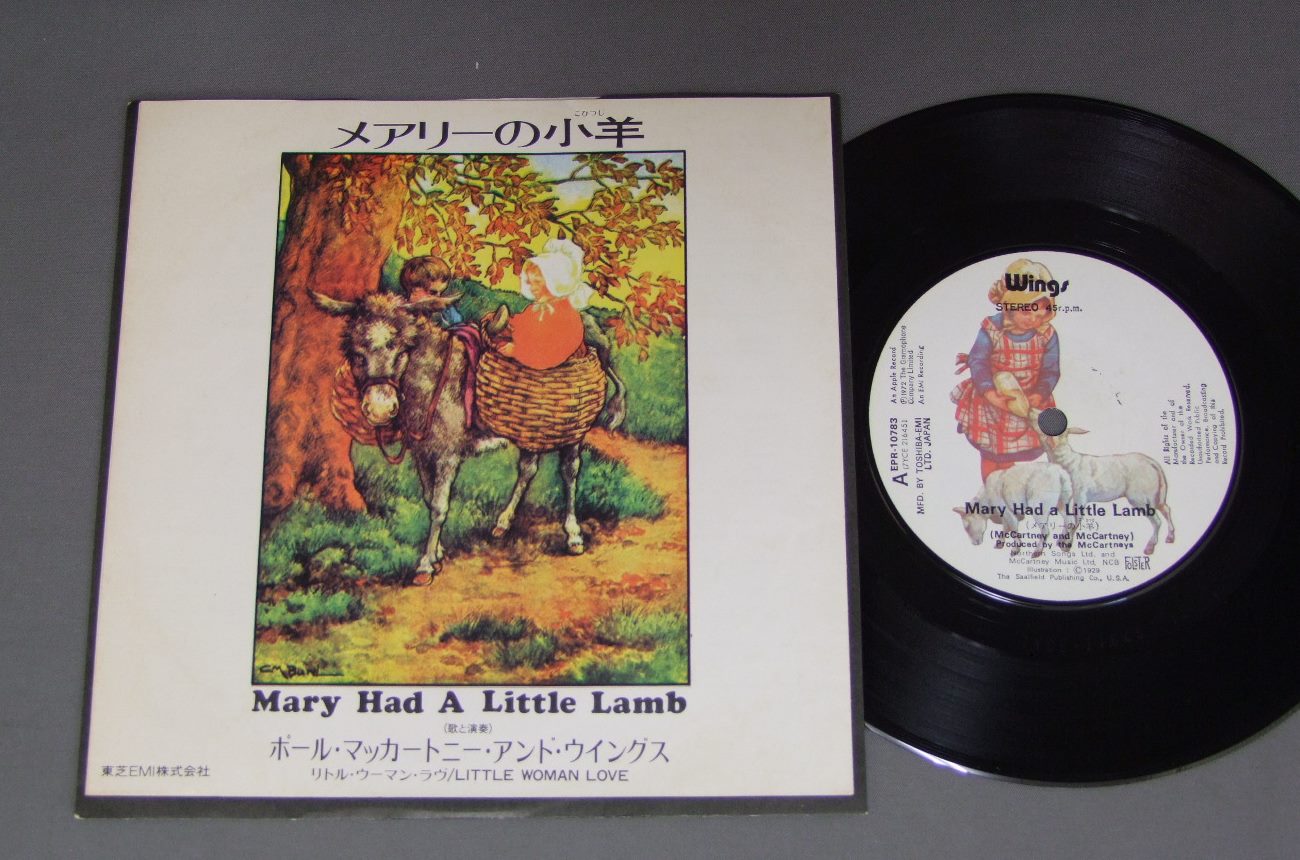 こひつじ
メアリーの小羊
Mary Had A Little Lamb
(歌と演奏)
ポール・マッカートニー・アンド・ウイングス
リトル・ウーマン・ラヴ/LITTLE WOMAN LOVE
東芝EMI株式会社
Wings
STEREO 45r.p.m.
An Apple Record
Ⓟ1972 The Gramophone
Company Limited
An EMI Recording
A EPR-10783
(7YCE 21645)
MFD. BY TOSHIBA-EMI
LTD. JAPAN
All Rights of the
Manufacturer and of
the Owner of the
Recorded Work Reserved.
Unauthorised Public
Performance, Broadcasting
and Copying of this
Record Prohibited.
Mary Had a Little Lamb
(メアリーの小羊)
(McCartney and McCartney)
Produced by the McCartneys
Northern Songs Ltd. and
McCartney Music Ltd, NCB
Illustration : ©1929
The Saalfield Publishing Co., U.S.A.